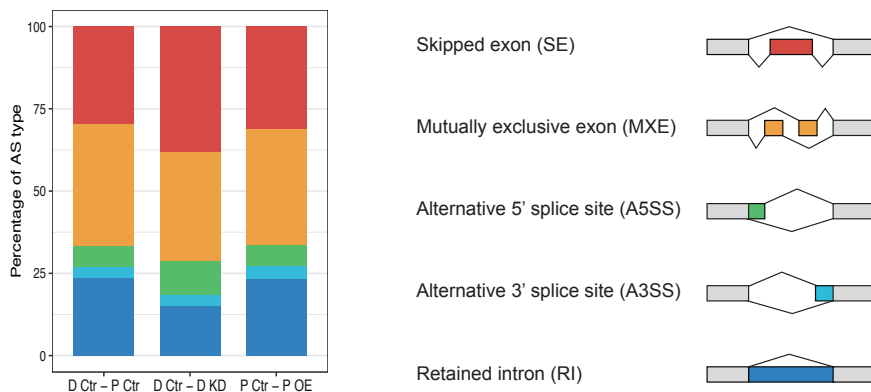 100
75
50
25
0
Percentage of AS type
D Ctr – P Ctr
D Ctr – D KD
P Ctr – P OE
Skipped exon (SE)
Mutually exclusive exon (MXE)
Alternative 5’ splice site (A5SS)
Alternative 3’ splice site (A3SS)
Retained intron (RI)